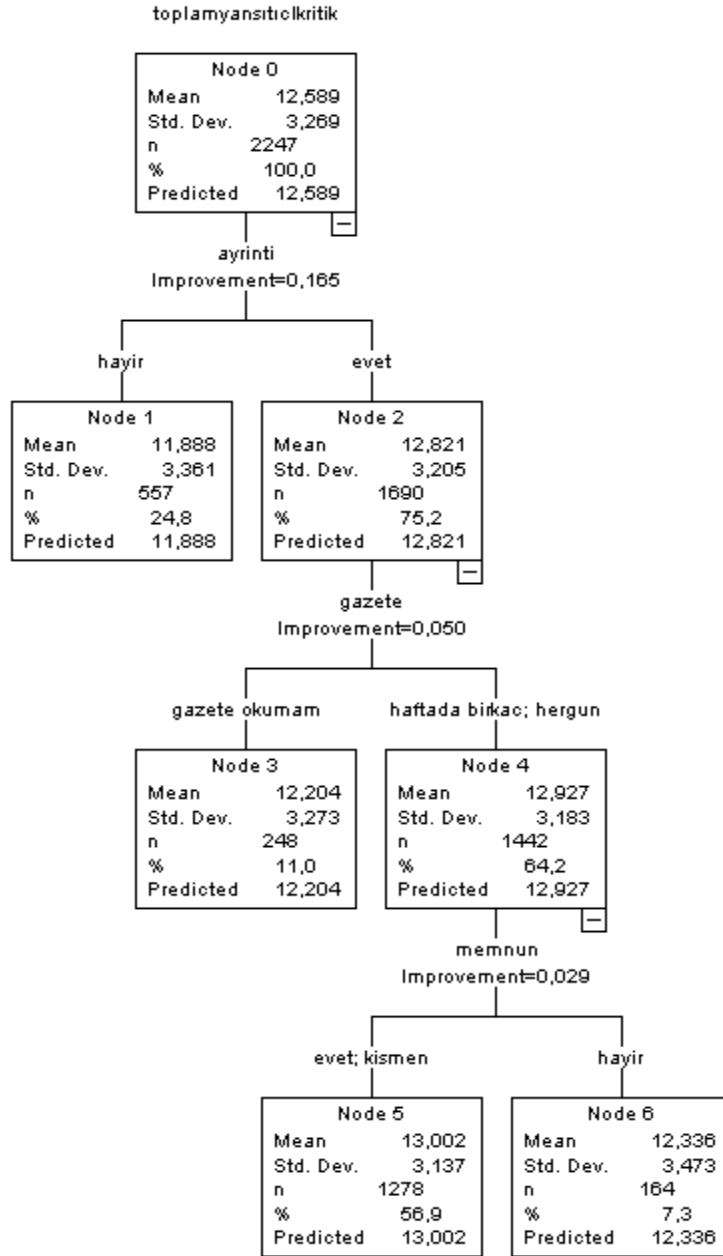 toplamyansıtıcIkritik
Node 0
Mean 12,589
Std. Dev. 3,269
n 2247
% 100,0
Predicted 12,589
ayrinti
Improvement=0,165
hayir
evet
Node 1
Mean 11,888
Std. Dev. 3,361
n 557
% 24,8
Predicted 11,888
Node 2
Mean 12,821
Std. Dev. 3,205
n 1690
% 75,2
Predicted 12,821
gazete
Improvement=0,050
gazete okumam
haftada birkac; hergun
Node 3
Mean 12,204
Std. Dev. 3,273
n 248
% 11,0
Predicted 12,204
Node 4
Mean 12,927
Std. Dev. 3,183
n 1442
% 64,2
Predicted 12,927
memnun
Improvement=0,029
evet; kismen
hayir
Node 5
Mean 13,002
Std. Dev. 3,137
n 1278
% 56,9
Predicted 13,002
Node 6
Mean 12,336
Std. Dev. 3,473
n 164
% 7,3
Predicted 12,336